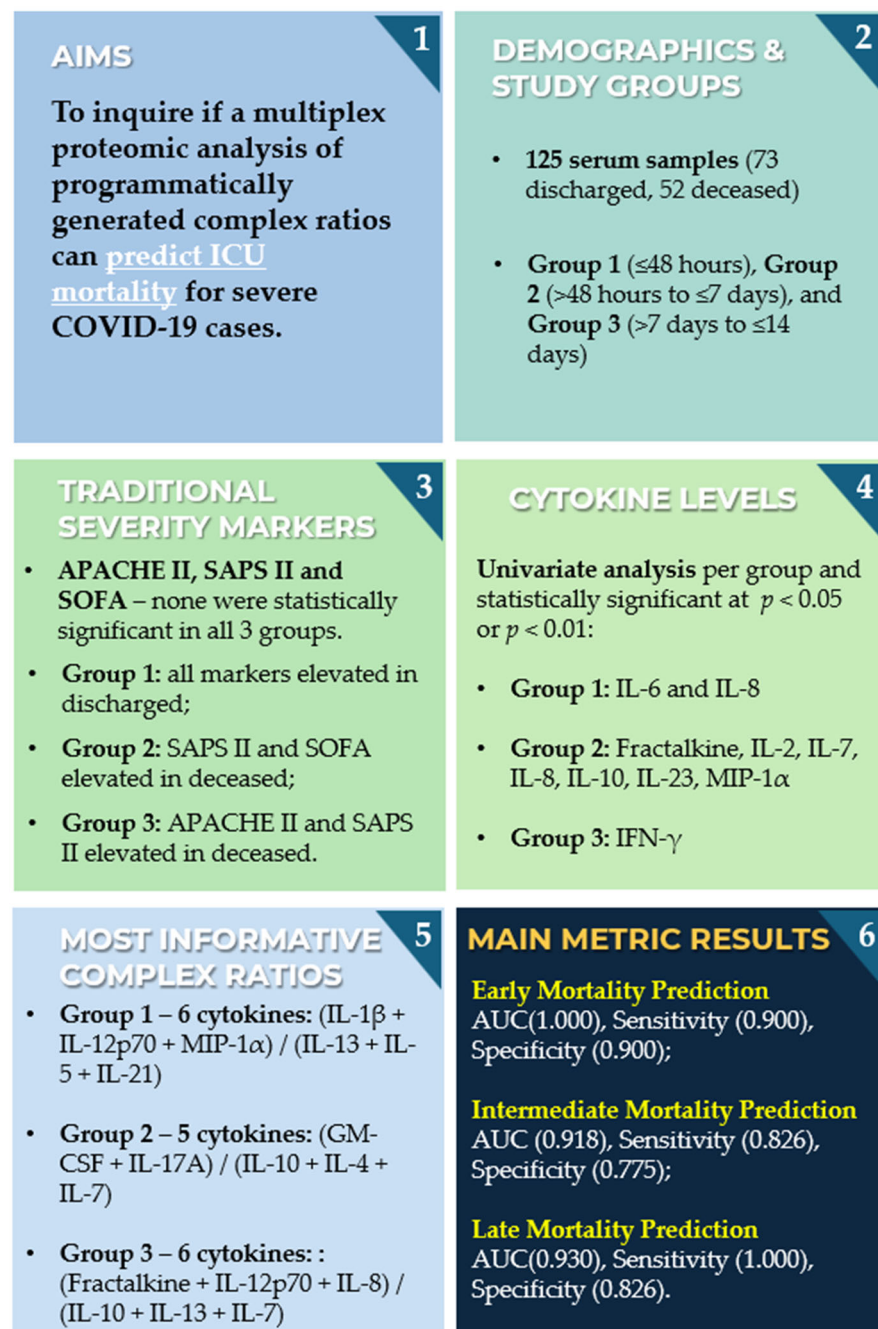 1
AIMS
To inquire if a multiplex
proteomic analysis of
programmatically
generated complex ratios
can predict ICU
mortality for severe
COVID-19 cases.
2
DEMOGRAPHICS &
STUDY GROUPS
• 125 serum samples (73
discharged, 52 deceased)
• Group 1 (≤48 hours), Group
2 (>48 hours to ≤7 days), and
Group 3 (>7 days to ≤14
days)
3
TRADITIONAL
SEVERITY MARKERS
• APACHE II, SAPS II and
SOFA – none were statistically
significant in all 3 groups.
• Group 1: all markers elevated in
discharged;
• Group 2: SAPS II and SOFA
elevated in deceased;
• Group 3: APACHE II and SAPS
II elevated in deceased.
4
CYTOKINE LEVELS
Univariate analysis per group and
statistically significant at p < 0.05
or p < 0.01:
• Group 1: IL-6 and IL-8
• Group 2: Fractalkine, IL-2, IL-7,
IL-8, IL-10, IL-23, MIP-1α
• Group 3: IFN-γ
5
MOST INFORMATIVE
COMPLEX RATIOS
• Group 1 – 6 cytokines: (IL-1β +
IL-12p70 + MIP-1α) / (IL-13 + IL-
5 + IL-21)
• Group 2 – 5 cytokines: (GM-
CSF + IL-17A) / (IL-10 + IL-4 +
IL-7)
• Group 3 – 6 cytokines: :
(Fractalkine + IL-12p70 + IL-8) /
(IL-10 + IL-13 + IL-7)
6
MAIN METRIC RESULTS
Early Mortality Prediction
AUC(1.000), Sensitivity (0.900),
Specificity (0.900);
Intermediate Mortality Prediction
AUC (0.918), Sensitivity (0.826),
Specificity (0.775);
Late Mortality Prediction
AUC(0.930), Sensitivity (1.000),
Specificity (0.826).